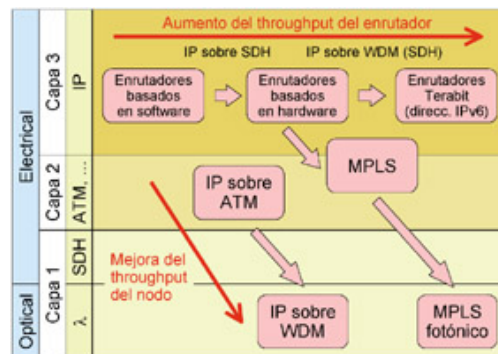 Aumento del throughput del enrutador
IP sobre SDH
IP sobre WDM (SDH)
Electrical
Capa 3
IP
Enrutadores
basados
en software
Enrutadores
basados
en hardware
Enrutadores
Terabit
(direcc. IPv6)
Capa 2
ATM, ...
IP sobre
ATM
MPLS
Capa 1
SDH
Mejora del
throughput
del nodo
Optical
λ
IP sobre
WDM
MPLS
fotónico